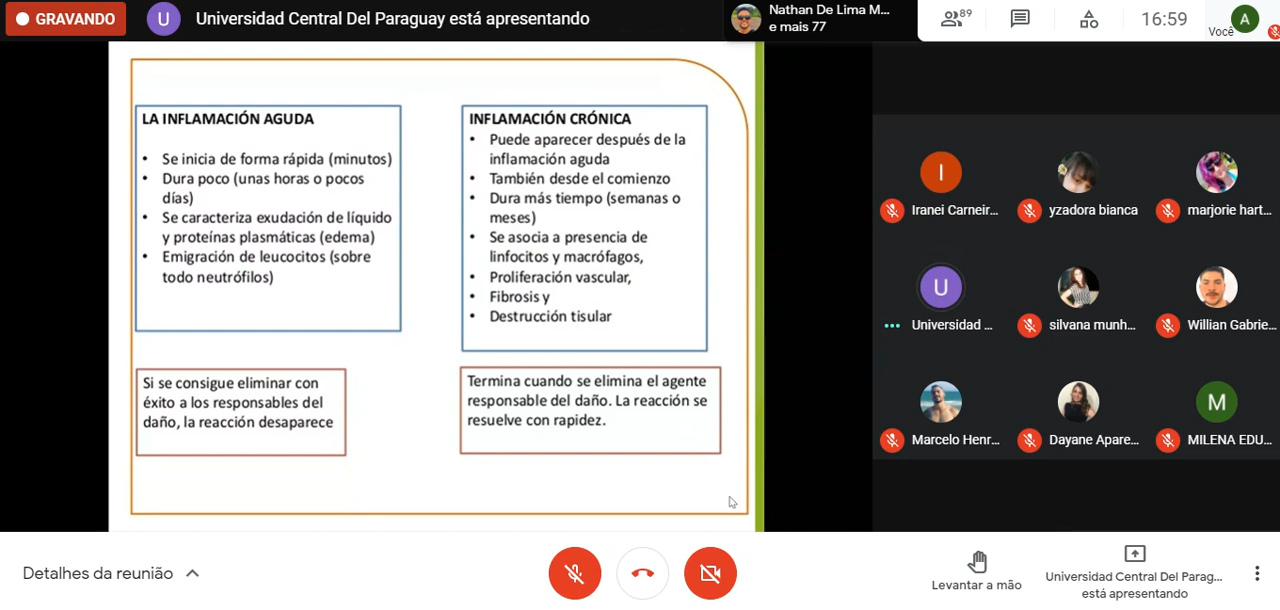 GRAVANDO
U
Universidad Central Del Paraguay está apresentando
Nathan De Lima M...
e mais 77
89
16:59
Você
A
LA INFLAMACIÓN AGUDA
• Se inicia de forma rápida (minutos)
• Dura poco (unas horas o pocos
días)
• Se caracteriza exudación de líquido
y proteínas plasmáticas (edema)
• Emigración de leucocitos (sobre
todo neutrófilos)
INFLAMACIÓN CRÓNICA
• Puede aparecer después de la
inflamación aguda
• También desde el comienzo
• Dura más tiempo (semanas o
meses)
• Se asocia a presencia de
linfocitos y macrófagos,
• Proliferación vascular,
• Fibrosis y
• Destrucción tisular
Si se consigue eliminar con
éxito a los responsables del
daño, la reacción desaparece
Termina cuando se elimina el agente
responsable del daño. La reacción se
resuelve con rapidez.
I
Iranei Carneir...
yzadora bianca
marjorie hart...
U
Universidad ...
silvana munh...
Willian Gabrie...
Marcelo Henr...
Dayane Apare...
M
MILENA EDU...
Detalhes da reunião
Levantar a mão
Universidad Central Del Parag...
está apresentando